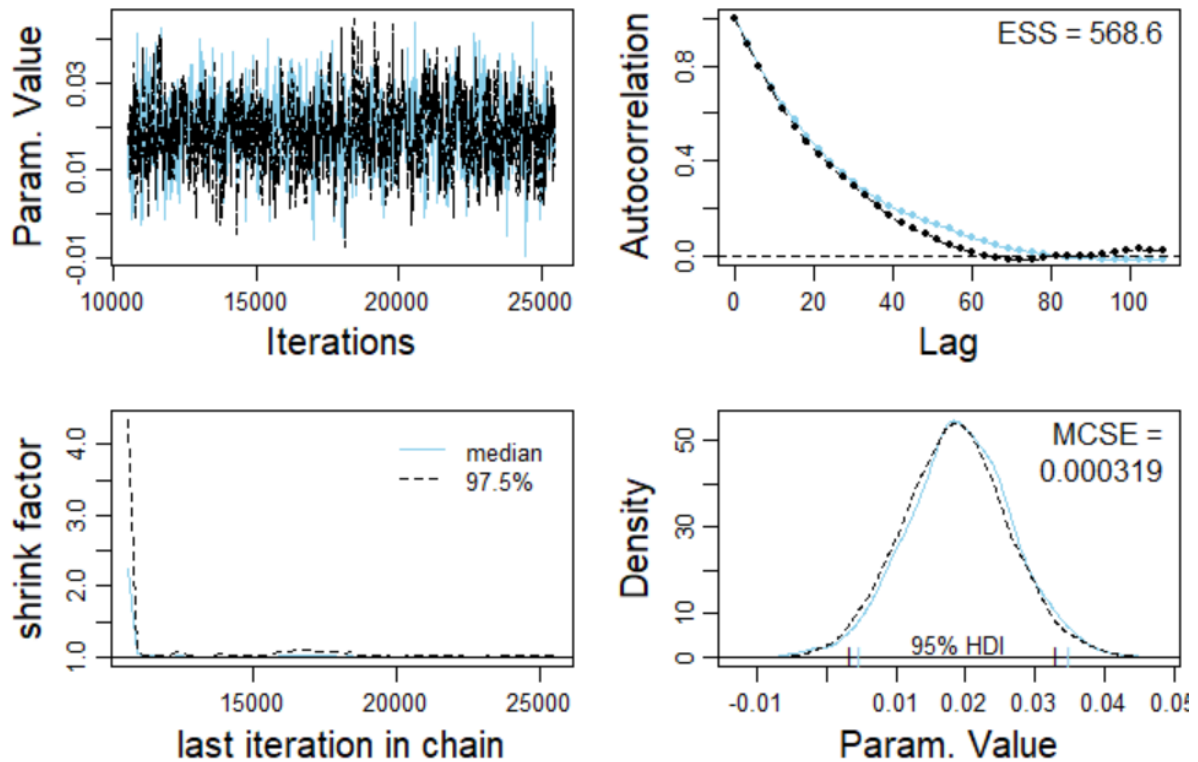 Param. Value
-0.01
0.01
0.03
10000 15000 20000 25000
Iterations
Autocorrelation
0.0
0.4
0.8
ESS = 568.6
0 20 40 60 80 100
Lag
shrink factor
1.0
2.0
3.0
4.0
median
97.5%
15000 20000 25000
last iteration in chain
Density
0
10
30
50
MCSE =
0.000319
95% HDI
-0.01 0.01 0.02 0.03 0.04
Param. Value